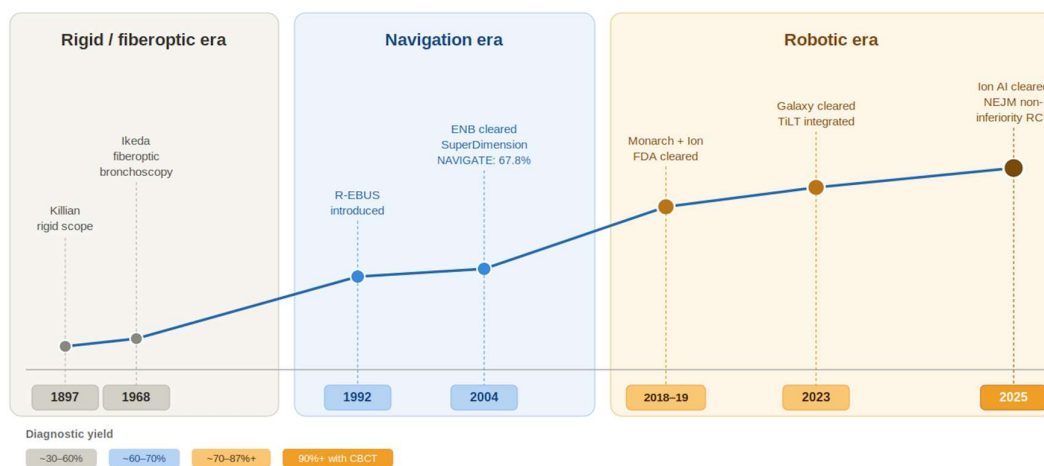 Rigid / fiberoptic era
Killian
rigid scope
Ikeda
fiberoptic
bronchoscopy
1897
1968
Navigation era
R-EBUS
introduced
ENB cleared
SuperDimension
NAVIGATE: 67.8%
1992
2004
Robotic era
Monarch + Ion
FDA cleared
Galaxy cleared
TiLT integrated
Ion AI cleared
NEJM non-
inferiority
2018–19
2023
2025
Diagnostic yield
~30–60%
~60–70%
~70–87%+
90%+ with CBCT